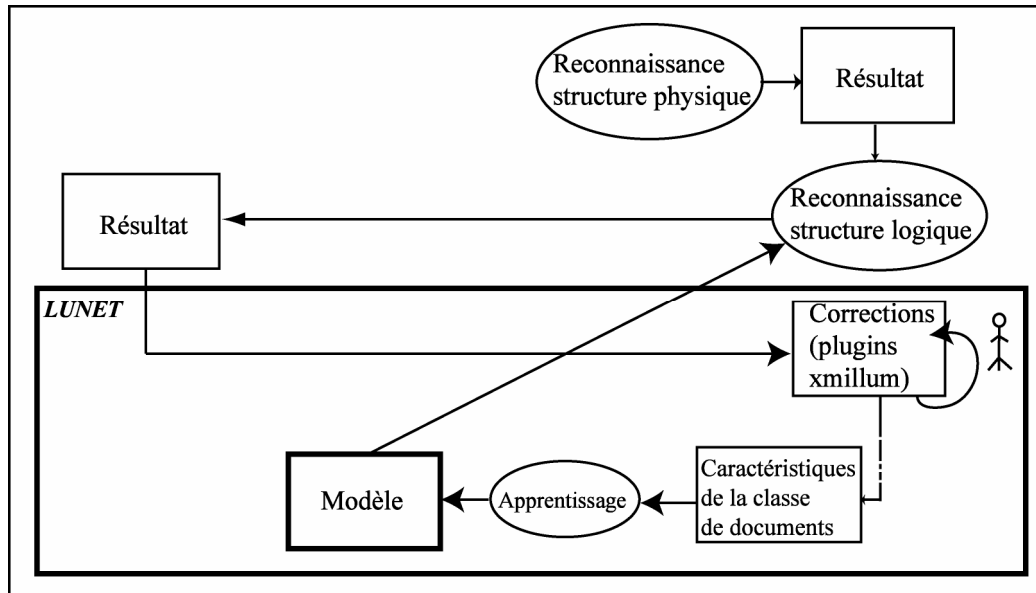 Reconnaissance
structure physique
Résultat
Reconnaissance
structure logique
Résultat
LUNET
Corrections
(plugins
xmillum)
Caractéristiques
de la classe
de documents
Apprentissage
Modèle